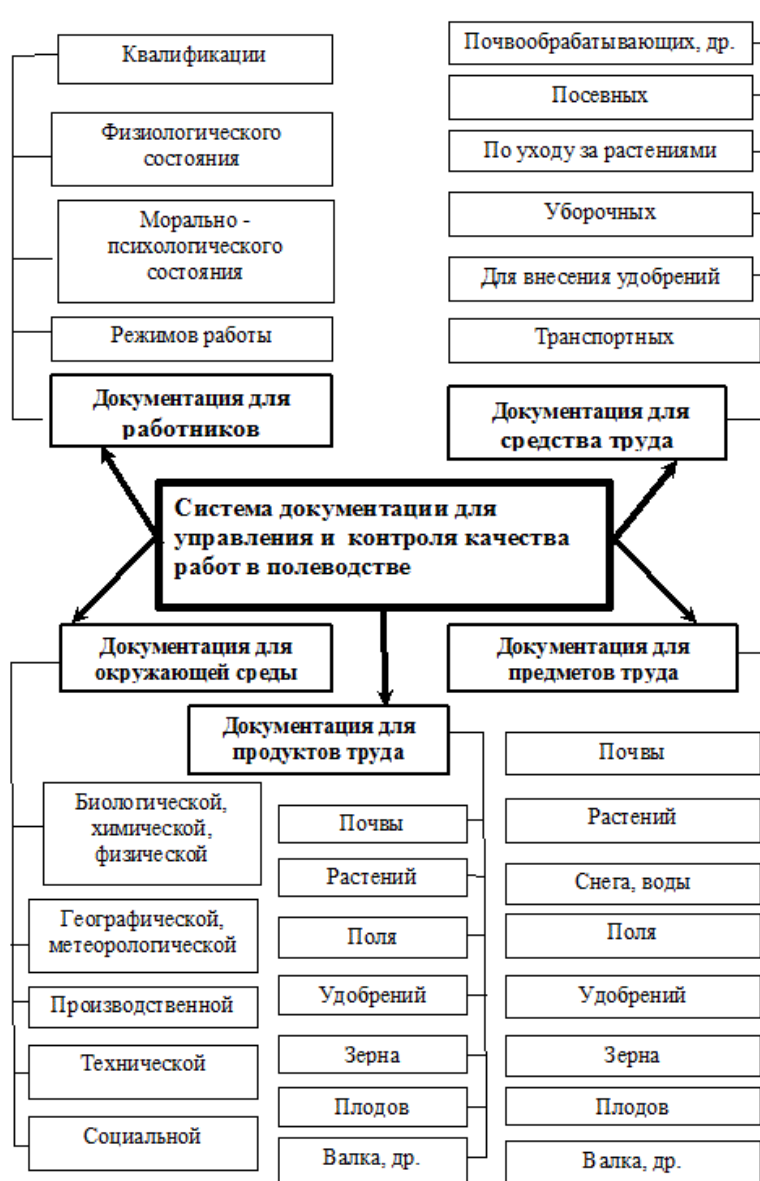 Квалификации
Физиологического
состояния
Морально -
психологического
состояния
Режимов работы
Документация для
работников
Почвообрабатывающих, др.
Посевных
По уходу за растениями
Уборочных
Для внесения удобрений
Транспортных
Документация для
средства труда
Система документации для
управления и контроля качества
работ в полеводстве
Документация для
окружающей среды
Документация для
предметов труда
Документация для
продуктов труда
Биологической,
химической,
физической
Географической,
метеорологической
Производственной
Технической
Социальной
Почвы
Растений
Поля
Удобрений
Зерна
Плодов
Валка, др.
Почвы
Растений
Снега, воды
Поля
Удобрений
Зерна
Плодов
Валка, др.